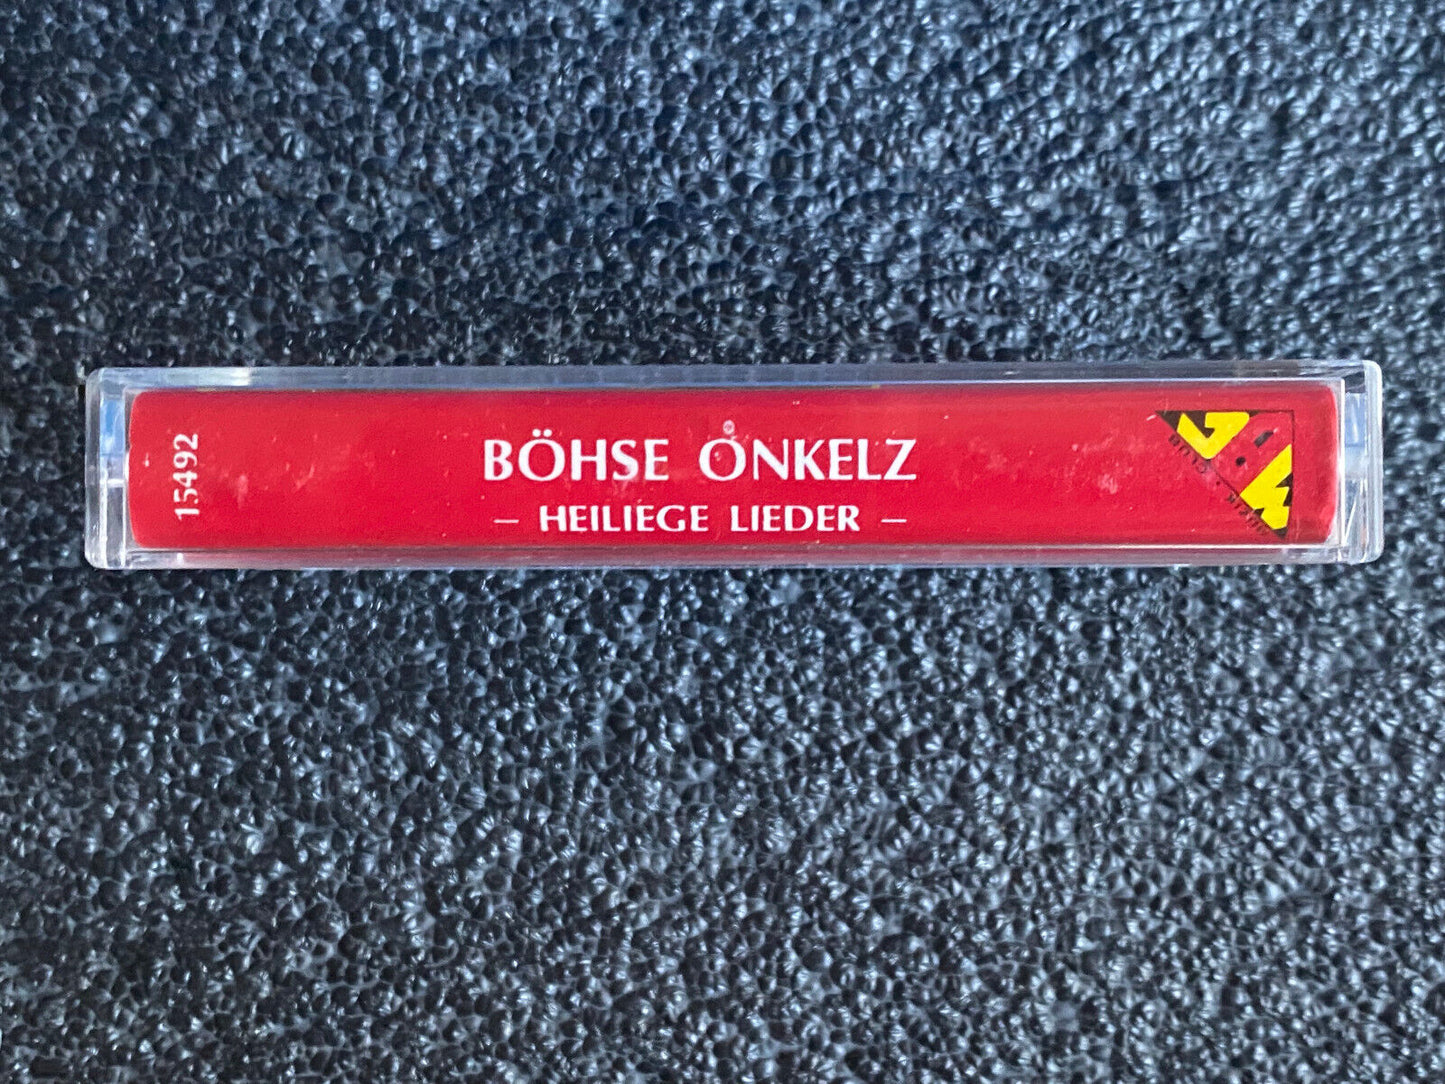 15492
BÖHSE ONKELZ
– HEILIEGE LIEDER –